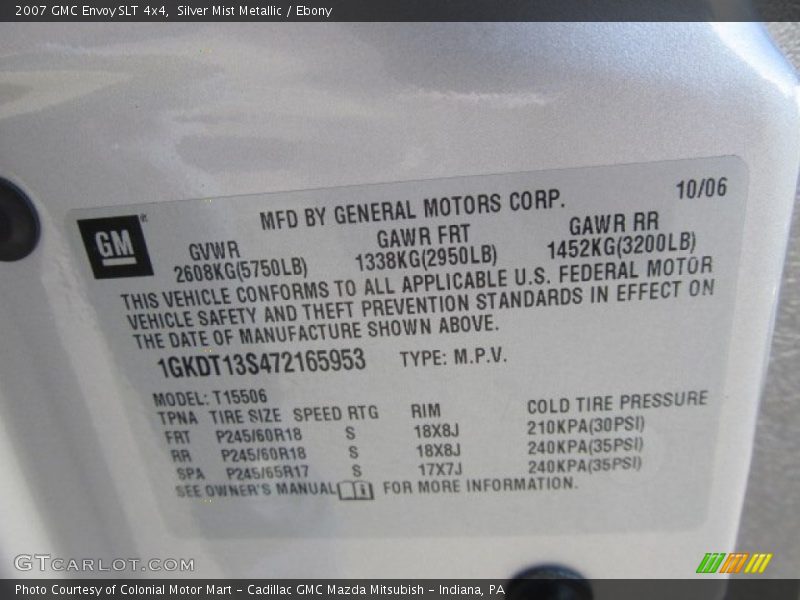 2007 GMC Envoy SLT 4x4, Silver Mist Metallic / Ebony
10/06
MFD BY GENERAL MOTORS CORP.
GM
GVWR GAWR FRT GAWR RR
2608KG(5750LB) 1338KG(2950LB) 1452KG(3200LB)
THIS VEHICLE CONFORMS TO ALL APPLICABLE U.S. FEDERAL MOTOR
VEHICLE SAFETY AND THEFT PREVENTION STANDARDS IN EFFECT ON
THE DATE OF MANUFACTURE SHOWN ABOVE.
1GKDT13S472165953 TYPE: M.P.V.
MODEL: T15506
TPNA TIRE SIZE SPEED RTG RIM COLD TIRE PRESSURE
FRT P245/60R18 S 18X8J 210KPA(30PSI)
RR P245/60R18 S 18X8J 240KPA(35PSI)
SPA P245/65R17 S 17X7J 240KPA(35PSI)
SEE OWNER'S MANUAL FOR MORE INFORMATION.
GTCARLOT.COM
Photo Courtesy of Colonial Motor Mart - Cadillac GMC Mazda Mitsubish - Indiana, PA